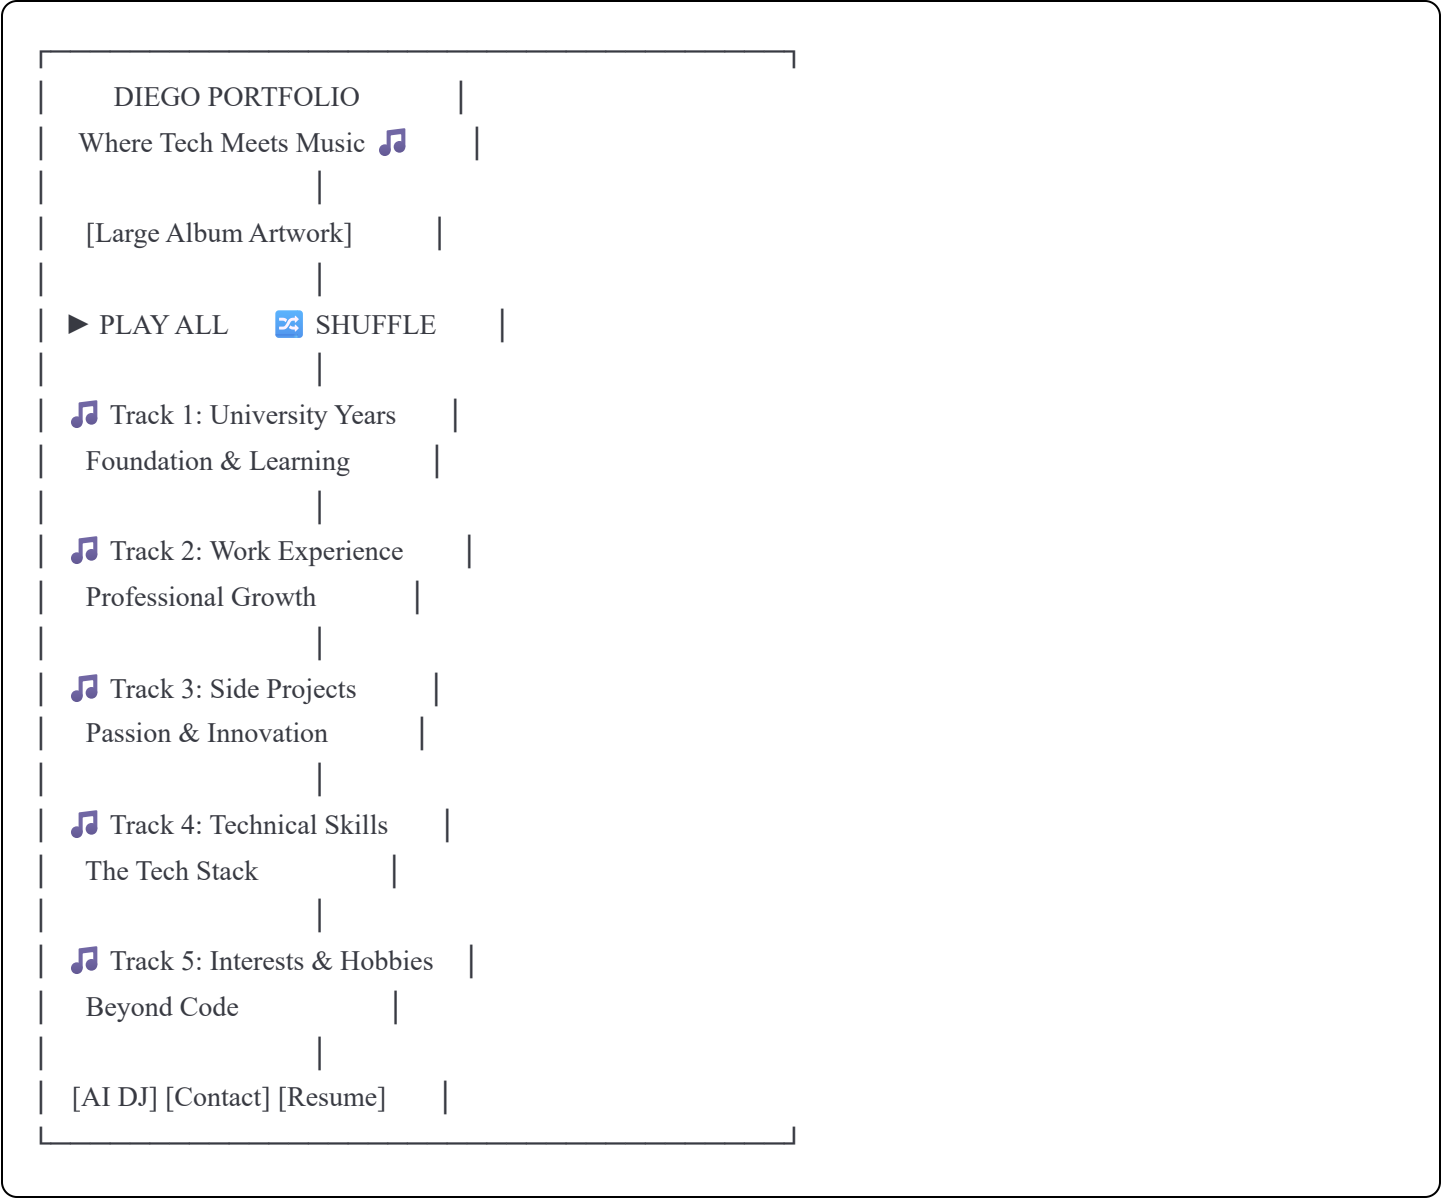 DIEGO PORTFOLIO
Where Tech Meets Music 🎵
[Large Album Artwork]
▶ PLAY ALL 🔀 SHUFFLE
🎵 Track 1: University Years
Foundation & Learning
🎵 Track 2: Work Experience
Professional Growth
🎵 Track 3: Side Projects
Passion & Innovation
🎵 Track 4: Technical Skills
The Tech Stack
🎵 Track 5: Interests & Hobbies
Beyond Code
[AI DJ] [Contact] [Resume]